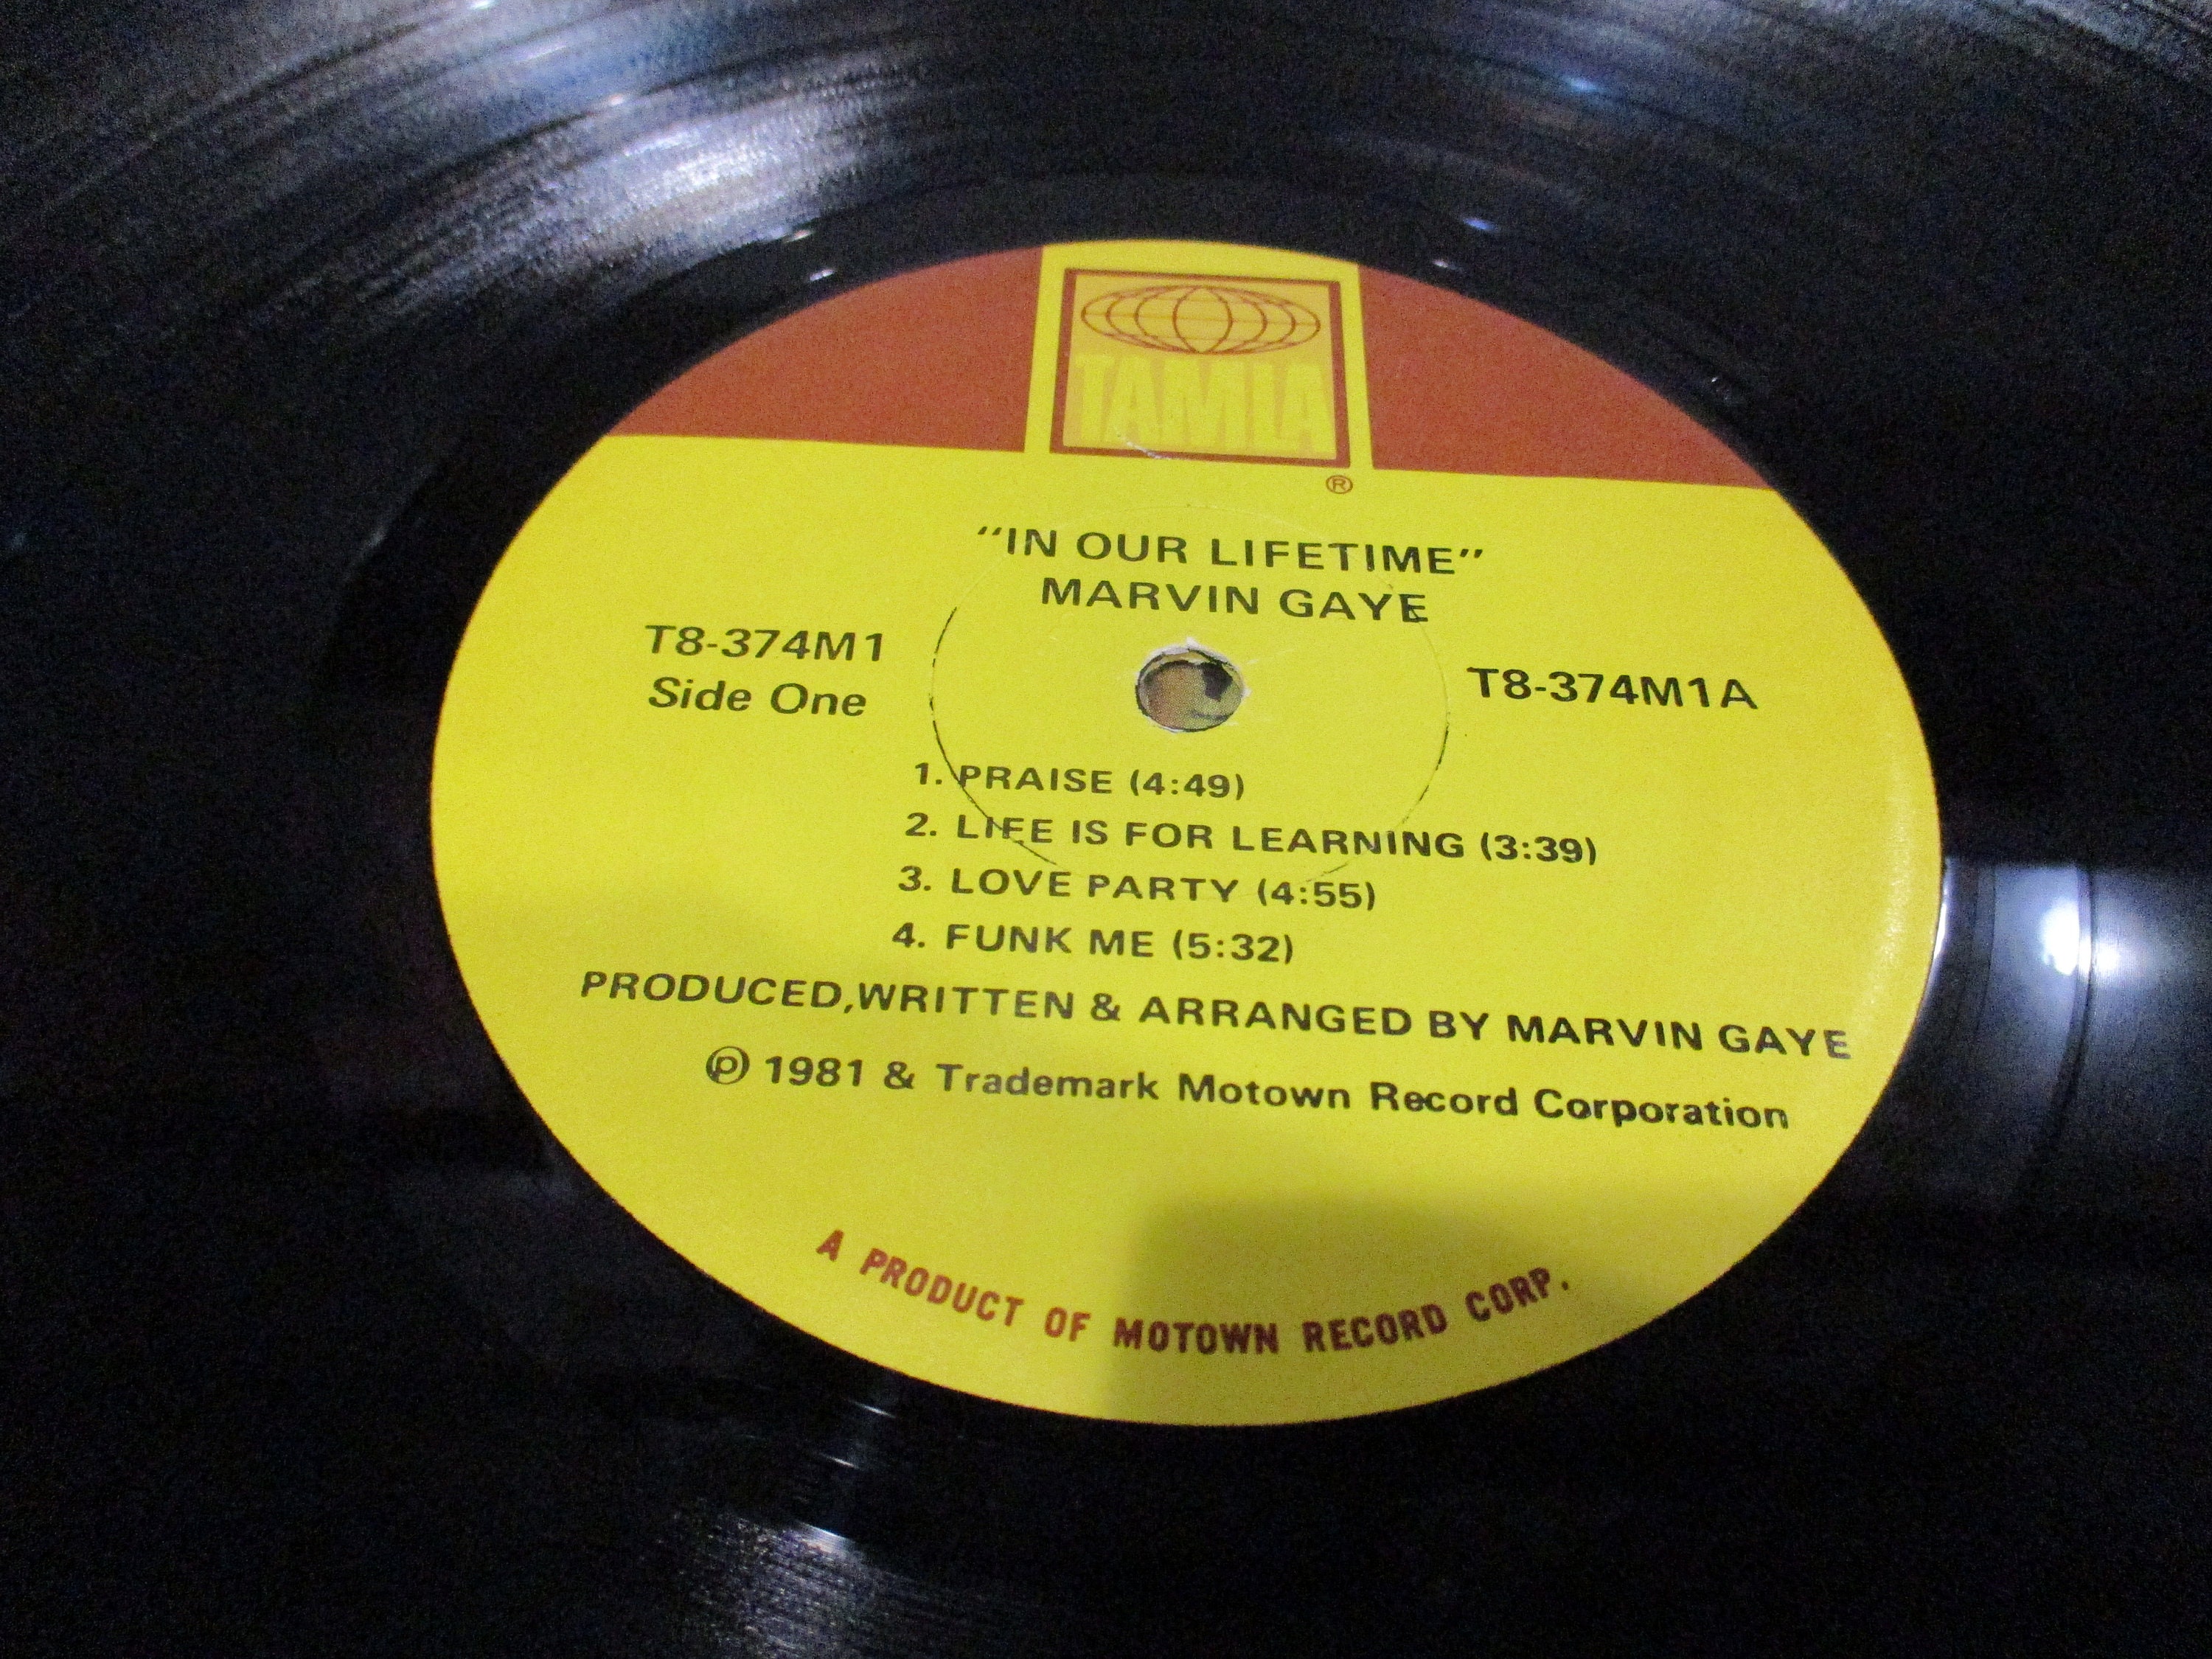 TAMLA
®
"IN OUR LIFETIME"
MARVIN GAYE
T8-374M1
Side One
T8-374M1A
1. PRAISE (4:49)
2. LIFE IS FOR LEARNING (3:39)
3. LOVE PARTY (4:55)
4. FUNK ME (5:32)
PRODUCED,WRITTEN & ARRANGED BY MARVIN GAYE
℗ 1981 & Trademark Motown Record Corporation
A PRODUCT OF MOTOWN RECORD CORP.